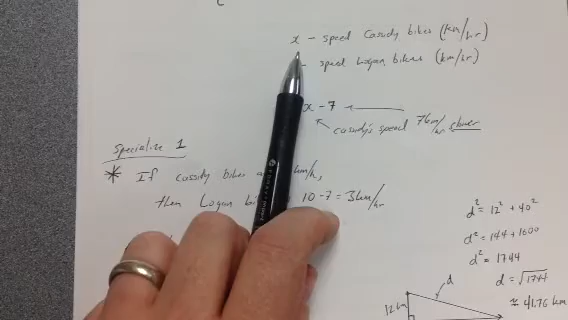 x - speed Cassidy bikes (km/hr)
- speed Logan bikes (km/hr)
x - 7
Cassidy's speed 7km/hr slower
Specialize 1
* If Cassidy bikes km/h,
then Logan 10-7 = 3km/hr
d² = 12² + 40²
d² = 144 + 1600
d² = 1744
d = √1744
≈ 41.76 km
d
12km